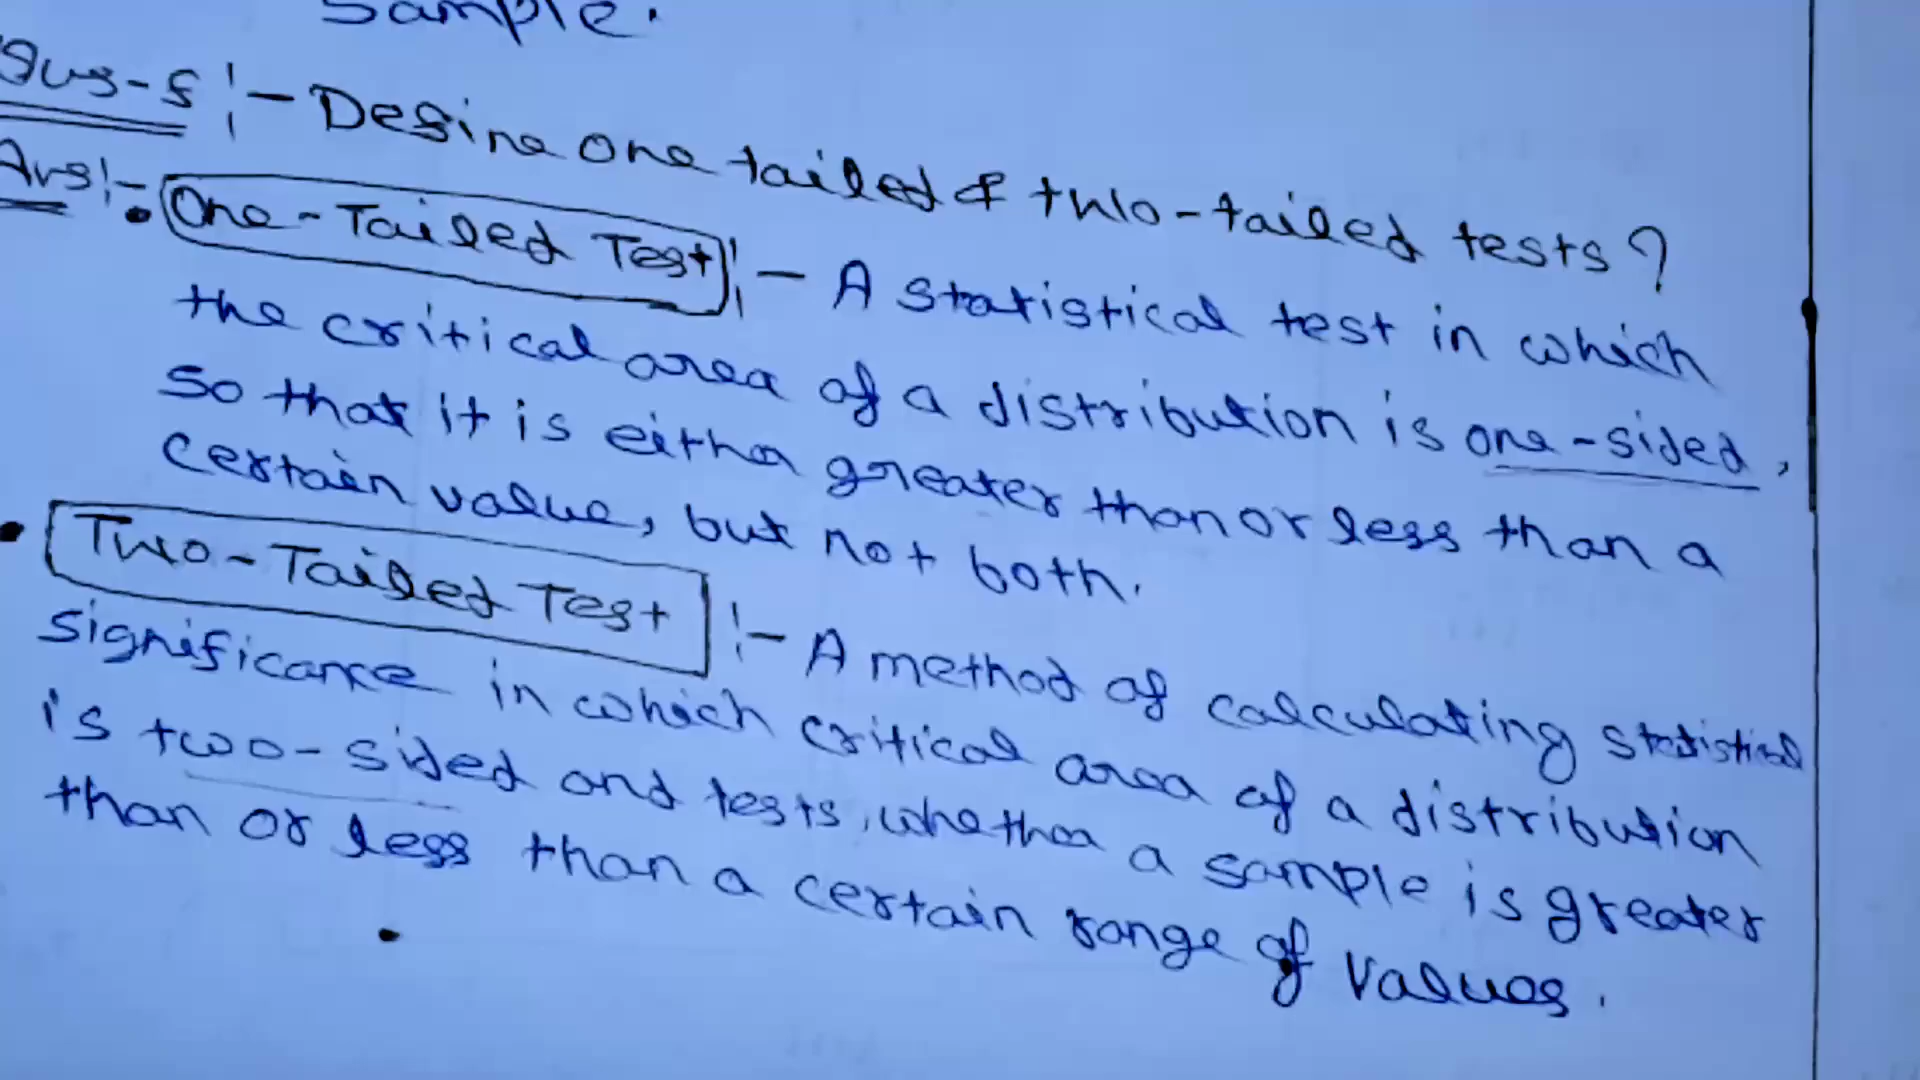 Sample.
Qus-5 :- Define one tailed & two-tailed tests?
Ans:- • One-Tailed Test :- A statistical test in which
the critical area of a distribution is one-sided,
so that it is either greater than or less than a
certain value, but not both.
• Two-Tailed Test :- A method of calculating statistical
significance in which critical area of a distribution
is two-sided and tests, whether a sample is greater
than or less than a certain range of values.